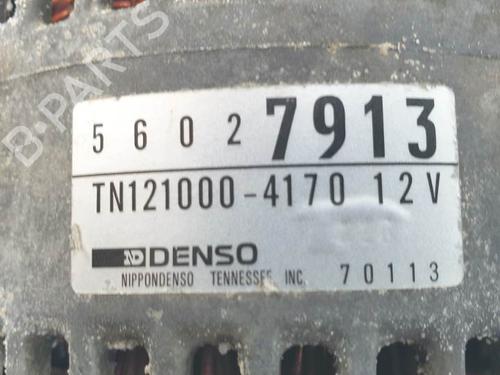 B-PARTS
5602 7913
TN121000-4170 12V
DENSO
NIPPONDENSO TENNESSEE INC. 70113